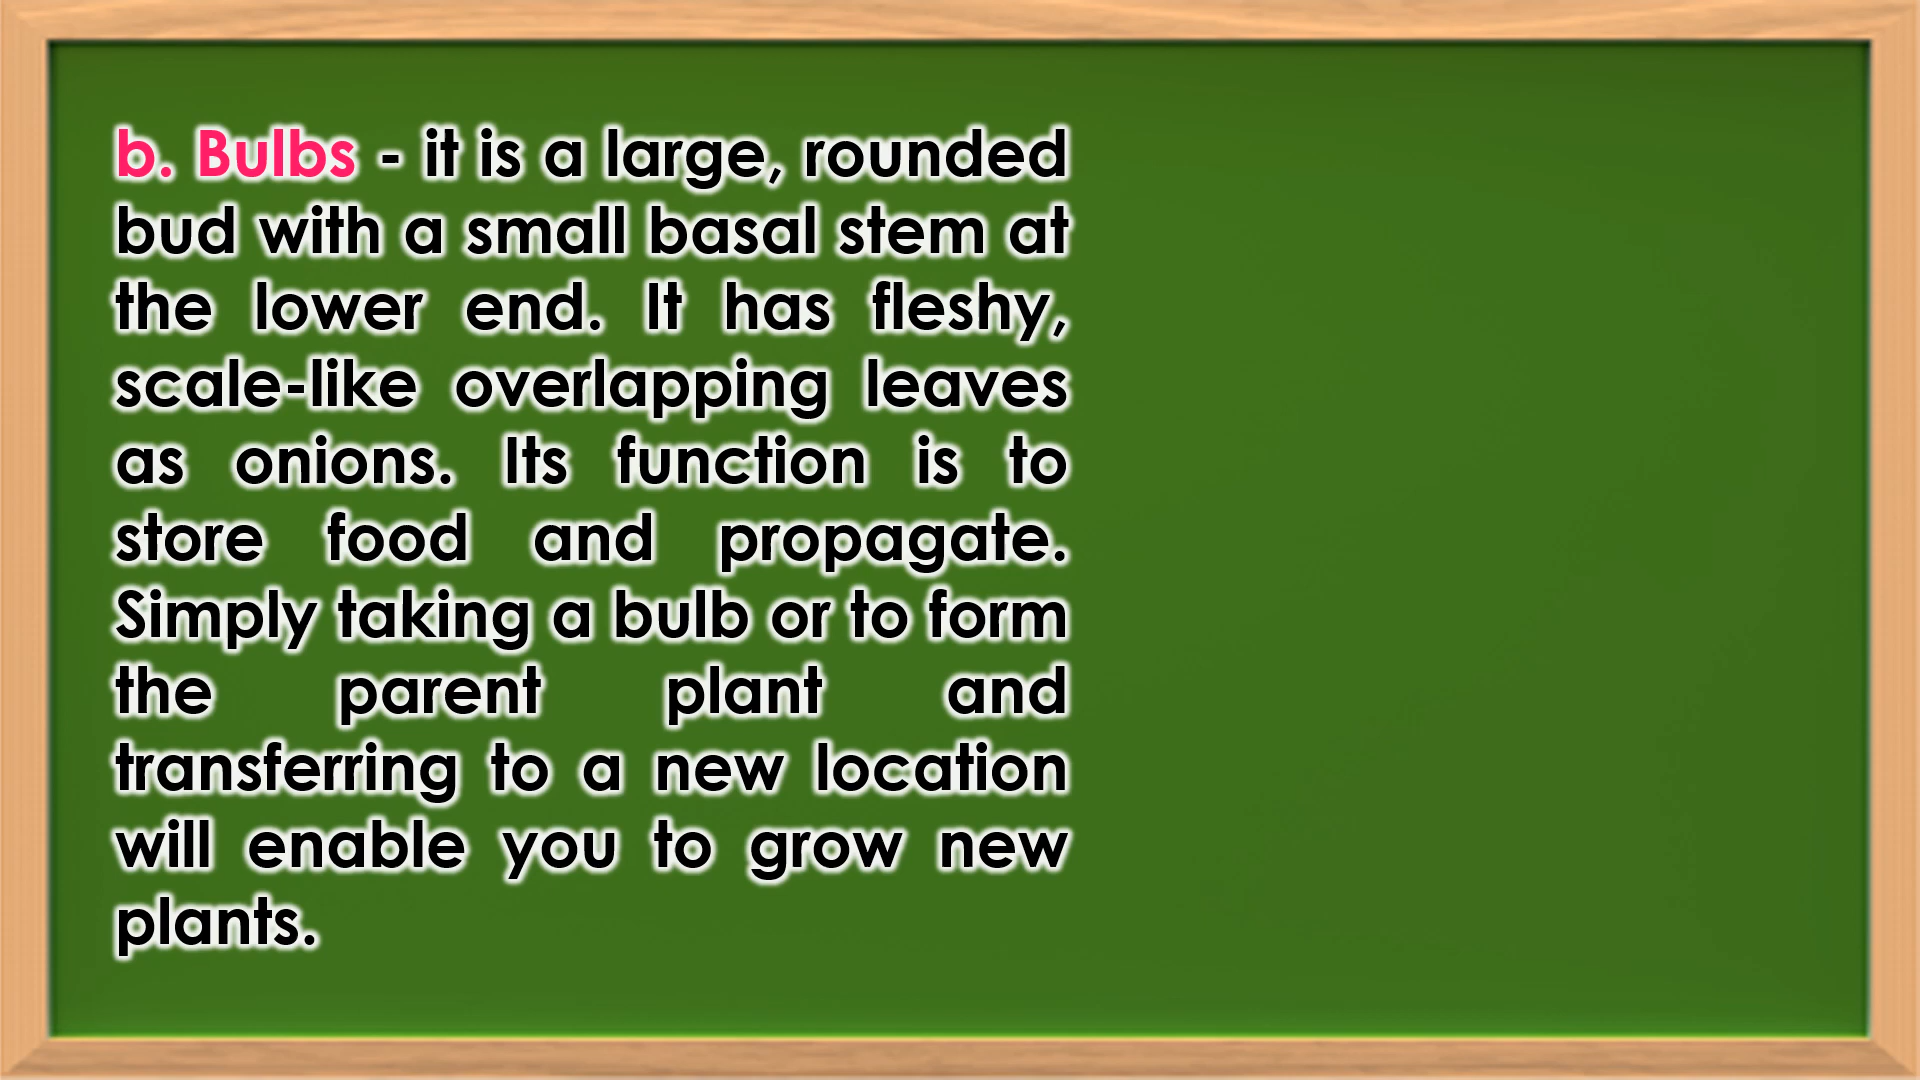 b. Bulbs - it is a large, rounded
bud with a small basal stem at
the lower end. It has fleshy,
scale-like overlapping leaves
as onions. Its function is to
store food and propagate.
Simply taking a bulb or to form
the parent plant and
transferring to a new location
will enable you to grow new
plants.